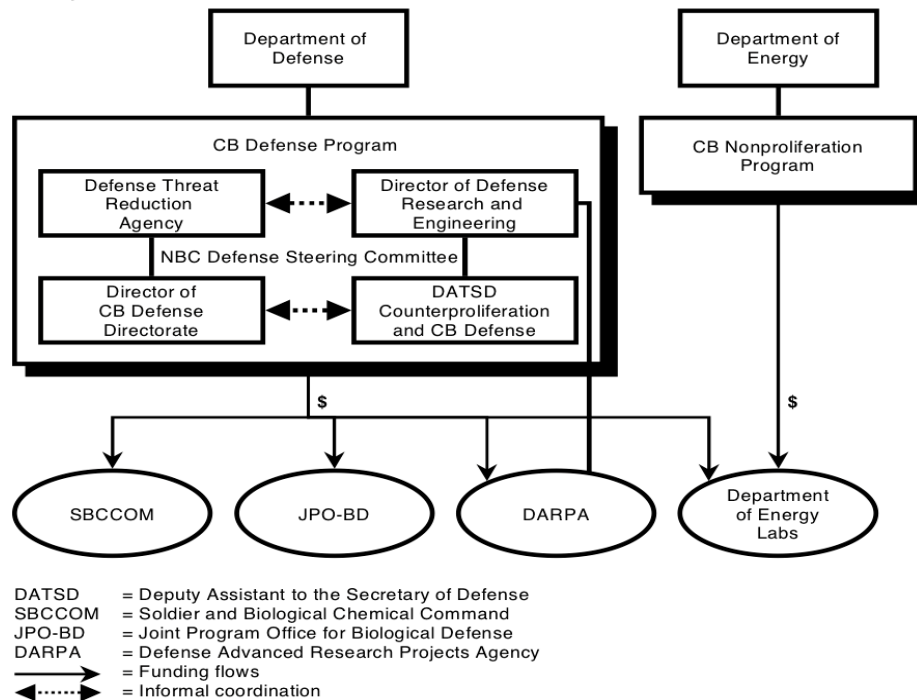 Department of
Defense
Department of
Energy
CB Defense Program
CB Nonproliferation
Program
Defense Threat
Reduction
Agency
Director of Defense
Research and
Engineering
NBC Defense Steering Committee
Director of
CB Defense
Directorate
DATSD
Counterproliferation
and CB Defense
$
$
SBCCOM
JPO-BD
DARPA
Department
of Energy
Labs
DATSD = Deputy Assistant to the Secretary of Defense
SBCCOM = Soldier and Biological Chemical Command
JPO-BD = Joint Program Office for Biological Defense
DARPA = Defense Advanced Research Projects Agency
= Funding flows
= Informal coordination